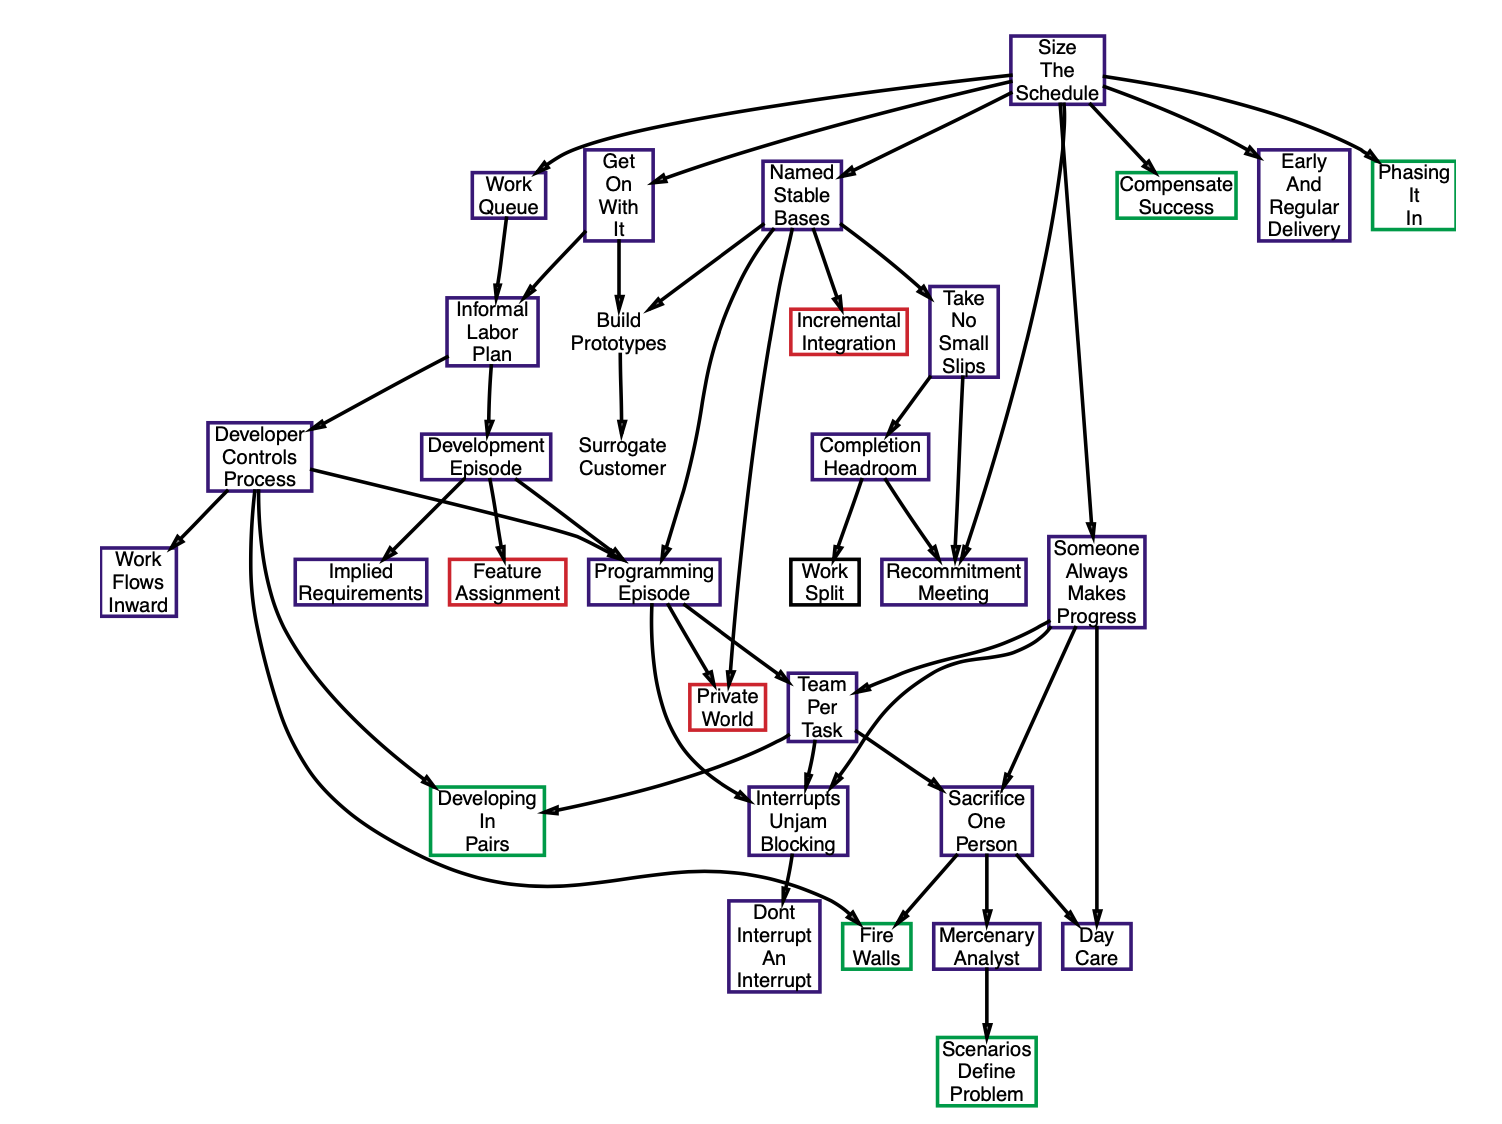 Size
The
Schedule
Work
Queue
Get
On
With
It
Named
Stable
Bases
Compensate
Success
Early
And
Regular
Delivery
Phasing
It
In
Informal
Labor
Plan
Build
Prototypes
Incremental
Integration
Take
No
Small
Slips
Developer
Controls
Process
Development
Episode
Surrogate
Customer
Completion
Headroom
Work
Flows
Inward
Implied
Requirements
Feature
Assignment
Programming
Episode
Work
Split
Recommitment
Meeting
Someone
Always
Makes
Progress
Private
World
Team
Per
Task
Developing
In
Pairs
Interrupts
Unjam
Blocking
Sacrifice
One
Person
Dont
Interrupt
An
Interrupt
Fire
Walls
Mercenary
Analyst
Day
Care
Scenarios
Define
Problem